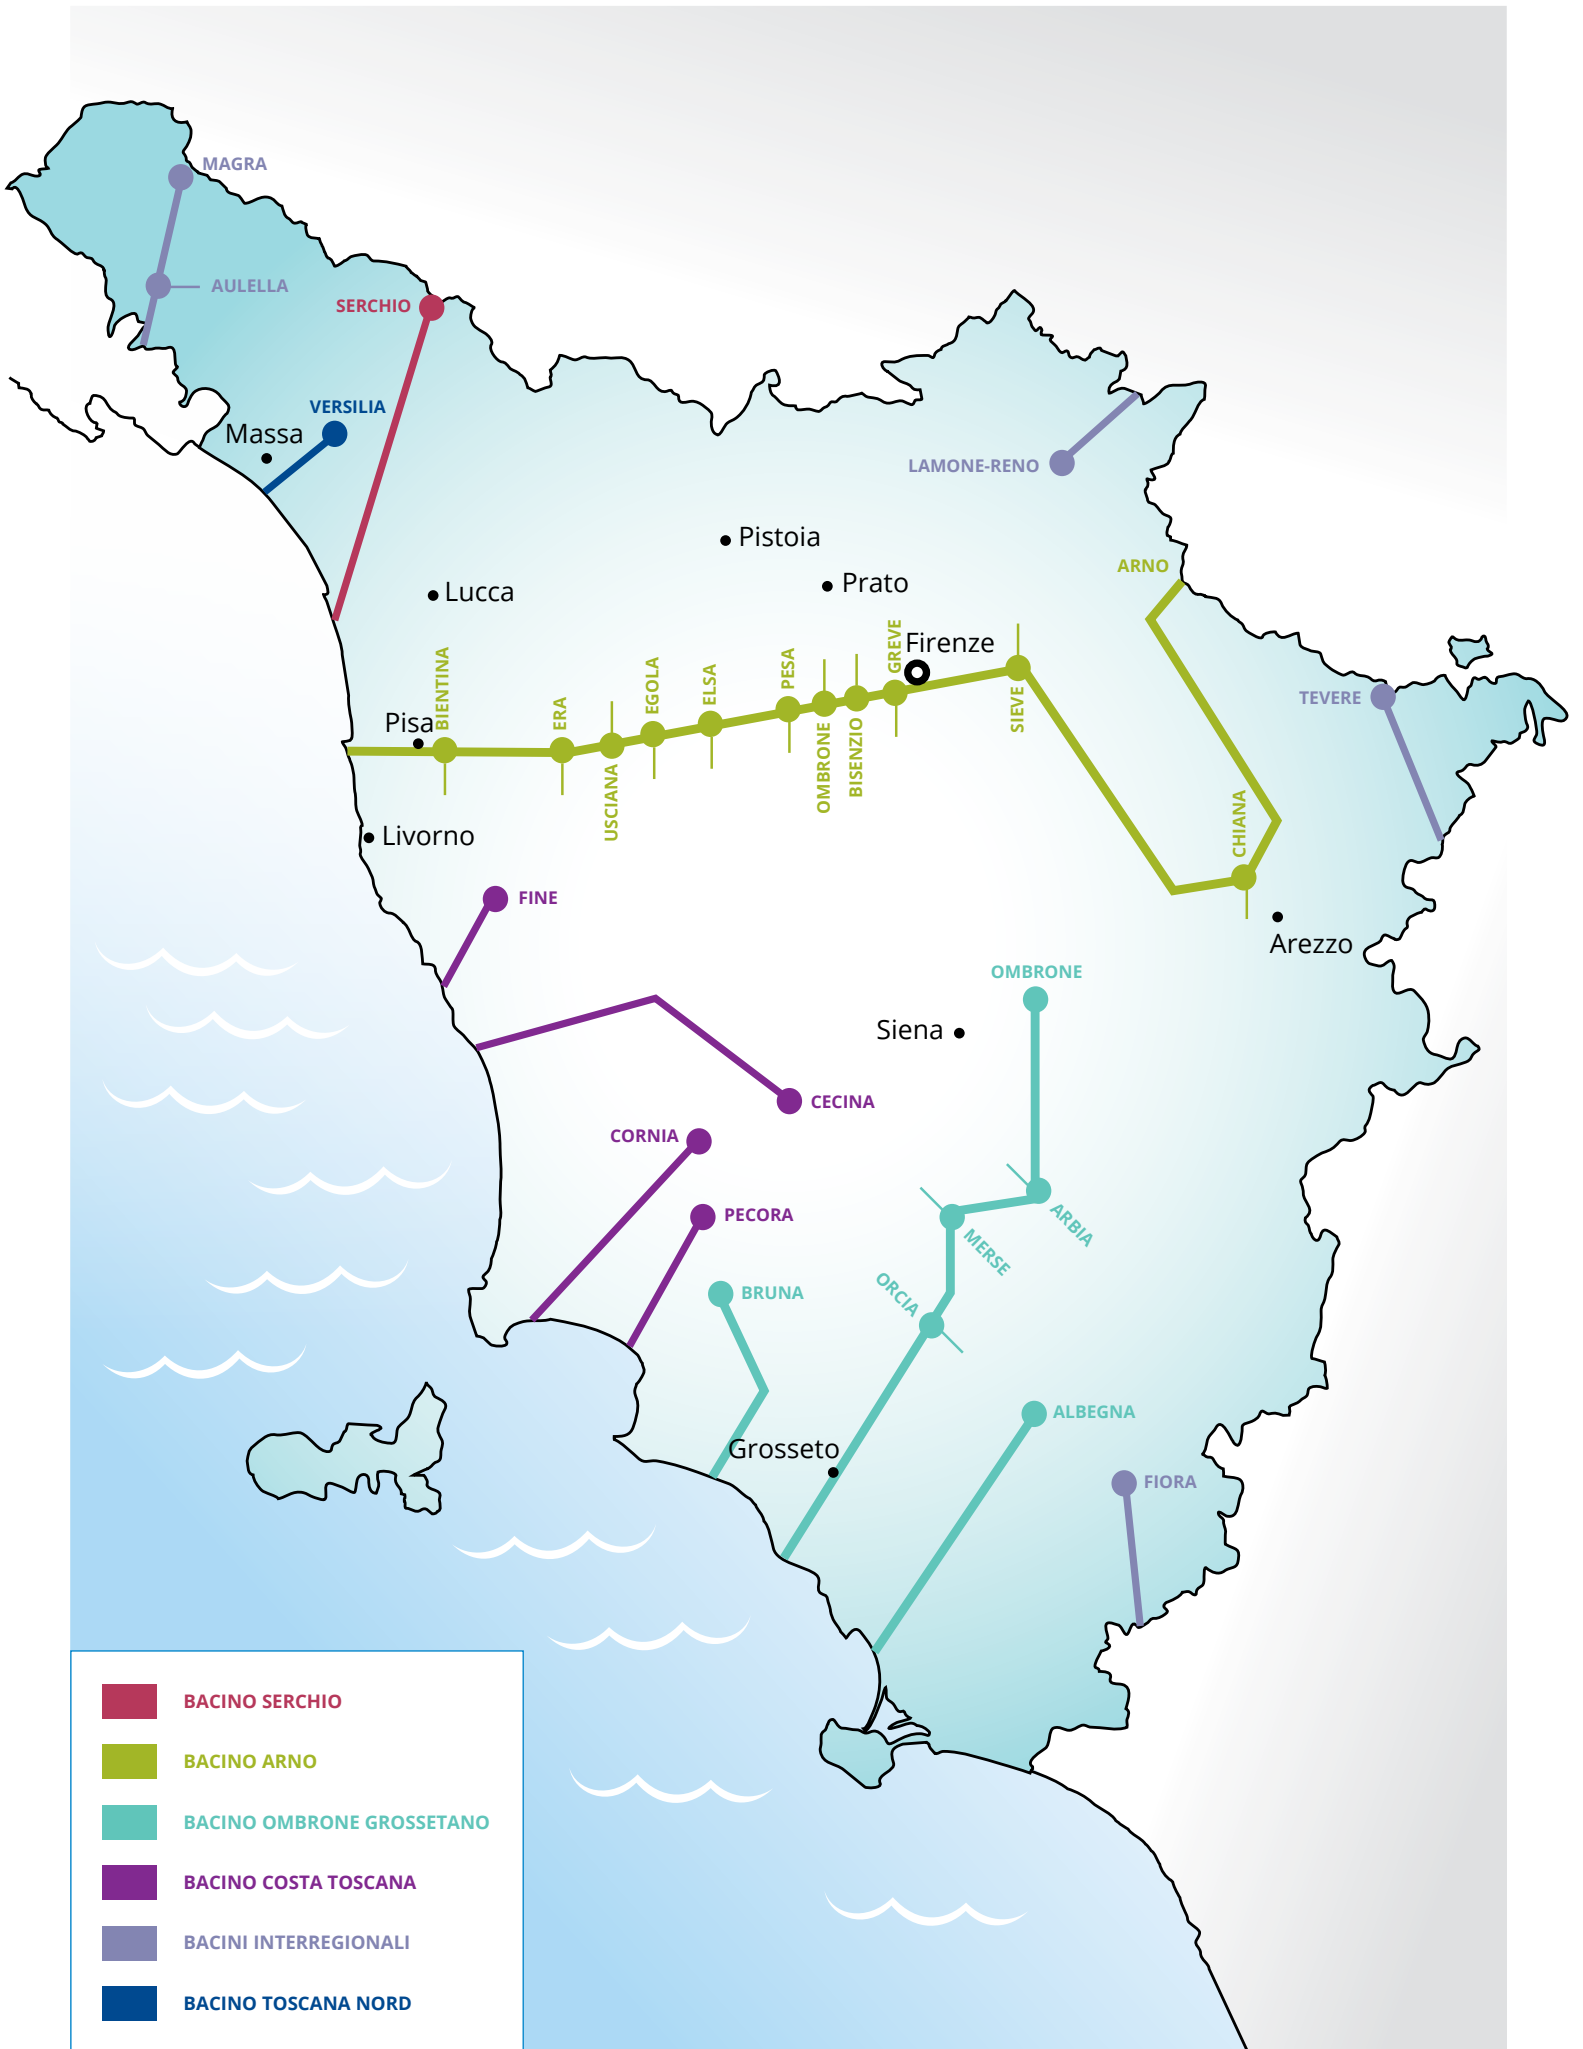 MAGRA
AULELLA
SERCHIO
VERSILIA
Massa
LAMONE-RENO
Pistoia
Prato
Lucca
ARNO
Firenze
GREVE
BIENTINA
ERA
USCIANA
EGOLA
ELSA
PESA
OMBRONE
BISENZIO
SIEVE
Pisa
TEVERE
Livorno
CHIANA
FINE
Arezzo
OMBRONE
Siena
CECINA
CORNIA
PECORA
ARBIA
MERSE
ORCIA
BRUNA
ALBEGNA
Grosseto
FIORA
BACINO SERCHIO
BACINO ARNO
BACINO OMBRONE GROSSETANO
BACINO COSTA TOSCANA
BACINI INTERREGIONALI
BACINO TOSCANA NORD